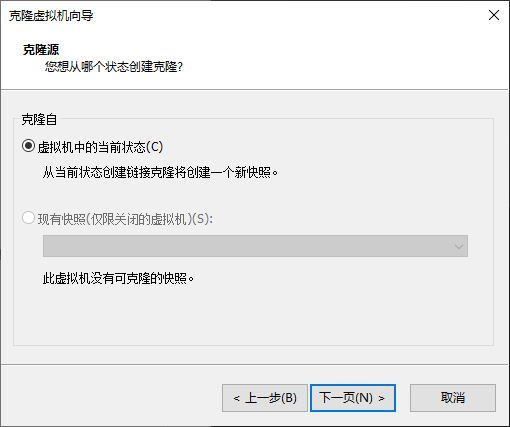 克隆虚拟机向导
克隆源
您想从哪个状态创建克隆?
克隆自
虚拟机中的当前状态(C)
从当前状态创建链接克隆将创建一个新快照。
现有快照(仅限关闭的虚拟机)(S):
此虚拟机没有可克隆的快照。
< 上一步(B)
下一页(N) >
取消